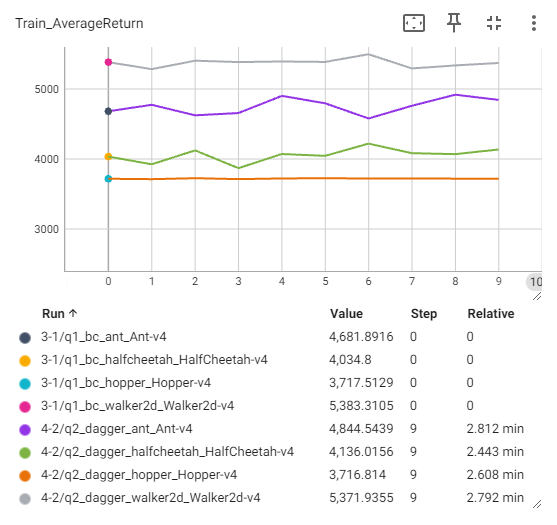 Train_AverageReturn
5000
4000
3000
0 1 2 3 4 5 6 7 8 9 10
Run ↑ Value Step Relative
3-1/q1_bc_ant_Ant-v4 4,681.8916 0 0
3-1/q1_bc_halfcheetah_HalfCheetah-v4 4,034.8 0 0
3-1/q1_bc_hopper_Hopper-v4 3,717.5129 0 0
3-1/q1_bc_walker2d_Walker2d-v4 5,383.3105 0 0
4-2/q2_dagger_ant_Ant-v4 4,844.5439 9 2.812 min
4-2/q2_dagger_halfcheetah_HalfCheetah-v4 4,136.0156 9 2.443 min
4-2/q2_dagger_hopper_Hopper-v4 3,716.814 9 2.608 min
4-2/q2_dagger_walker2d_Walker2d-v4 5,371.9355 9 2.792 min